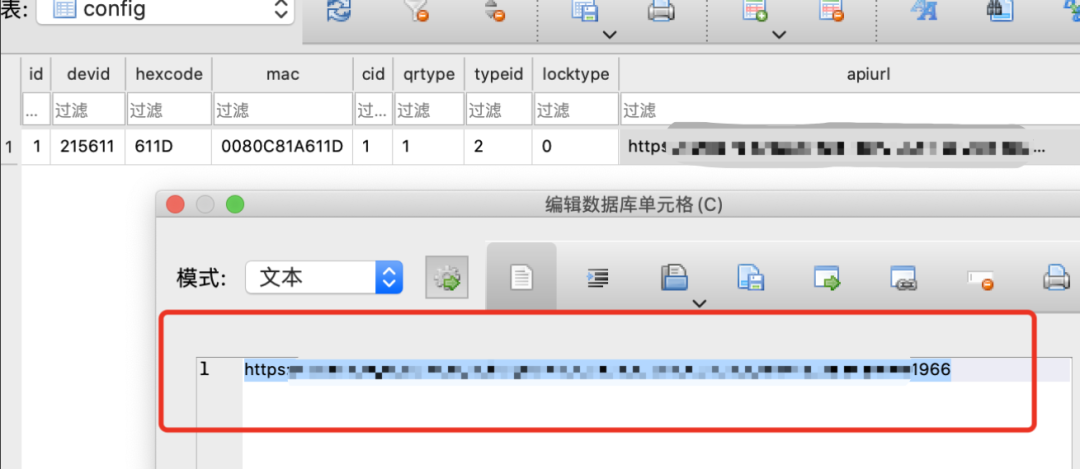 表: config
id devid hexcode mac cid qrtype typeid locktype apiurl
... 过滤 过滤 过滤 过... 过滤 过滤 过滤 过滤
1 1 215611 611D 0080C81A611D 1 1 2 0 https ...
编辑数据库单元格 (C)
模式: 文本
1 https: 1966